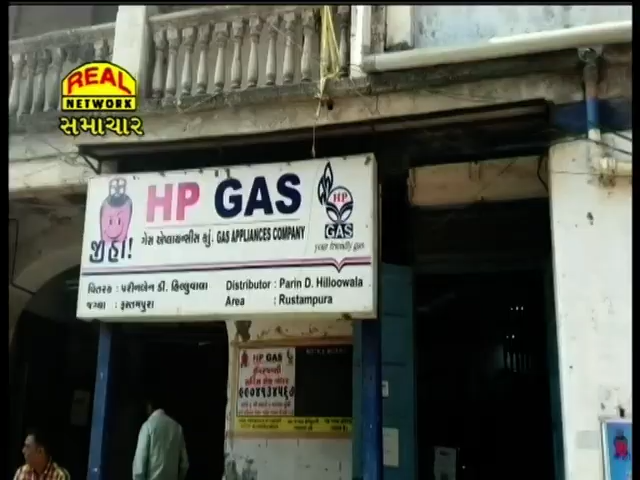 REAL
NETWORK
સમાચાર
HP GAS
ગેસ એપ્લાયન્સીસ કું. GAS APPLIANCES COMPANY
જી હા!
HP
GAS
your friendly gas
વિતરક : પરીનબેન ડી. હિલ્લુવાલા
જગ્યા : રૂસ્તમપુરા
Distributor : Parin D. Hilloowala
Area : Rustampura
HP GAS